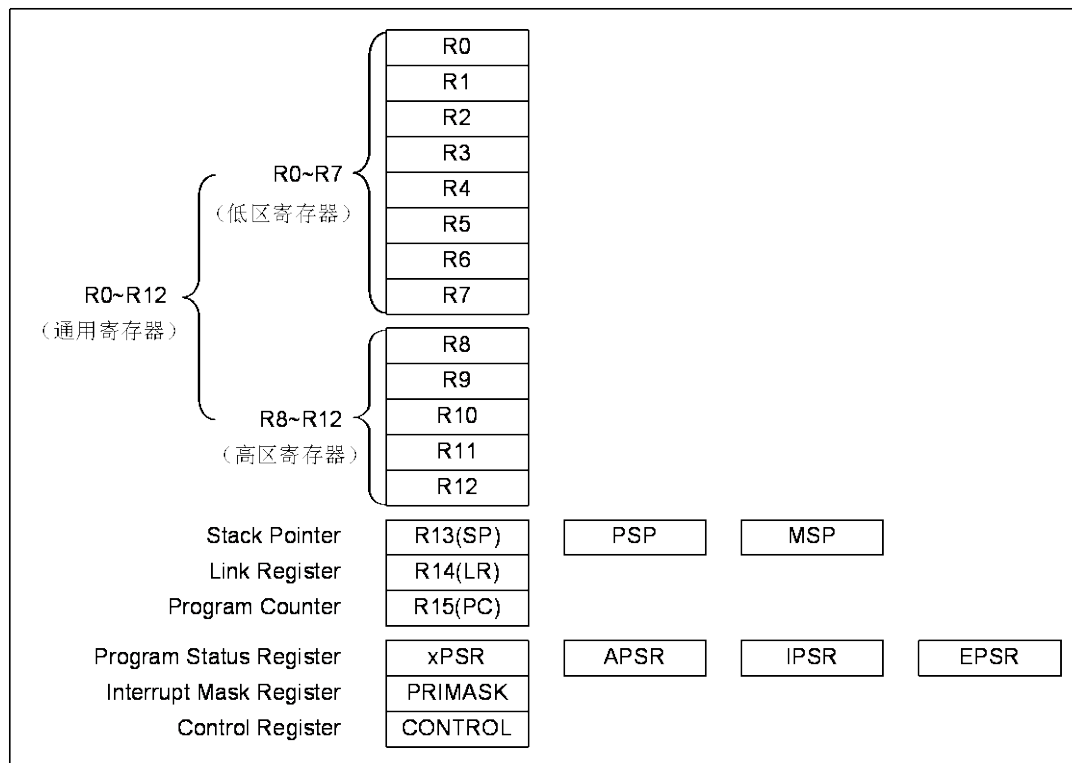 R0
R1
R2
R3
R0~R7
R4
（低区寄存器）
R5
R6
R0~R12
R7
（通用寄存器）
R8
R9
R8~R12
R10
（高区寄存器）
R11
R12
Stack Pointer R13(SP) PSP MSP
Link Register R14(LR)
Program Counter R15(PC)
Program Status Register xPSR APSR IPSR EPSR
Interrupt Mask Register PRIMASK
Control Register CONTROL